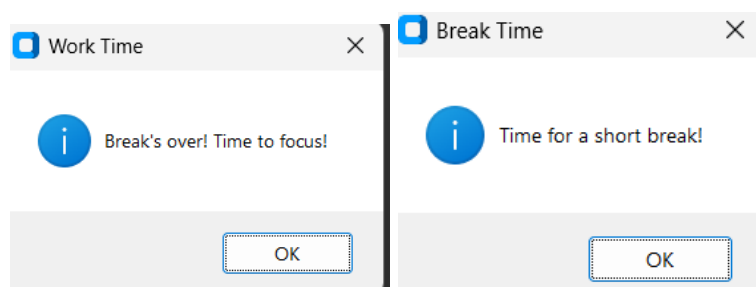 Work Time
Break's over! Time to focus!
OK
Break Time
Time for a short break!
OK